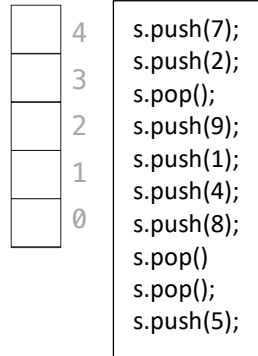 4
3
2
1
0
s.push(7);
s.push(2);
s.pop();
s.push(9);
s.push(1);
s.push(4);
s.push(8);
s.pop()
s.pop();
s.push(5);